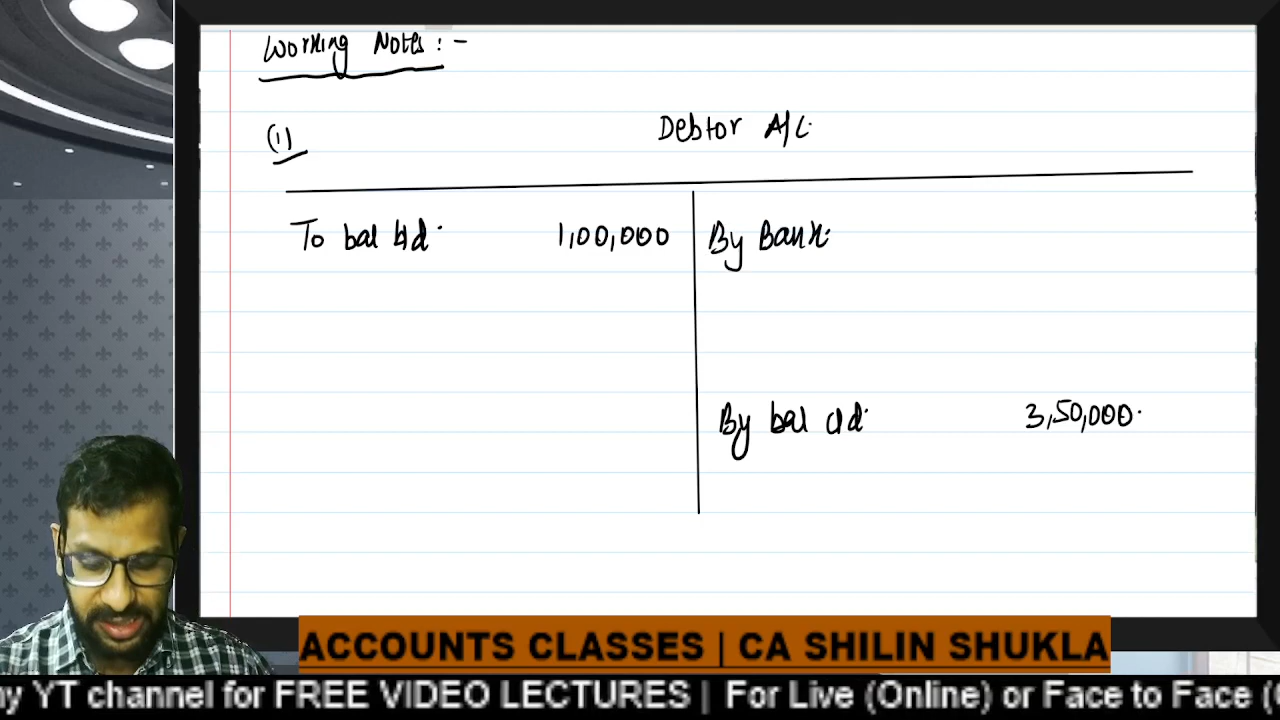 Working Notes:-
(1) Debtor A/c.
To bal b/d. 1,00,000 By Bank.
By bal c/d. 3,50,000.
ACCOUNTS CLASSES | CA SHILIN SHUKLA
YT channel for FREE VIDEO LECTURES | For Live (Online) or Face to Face